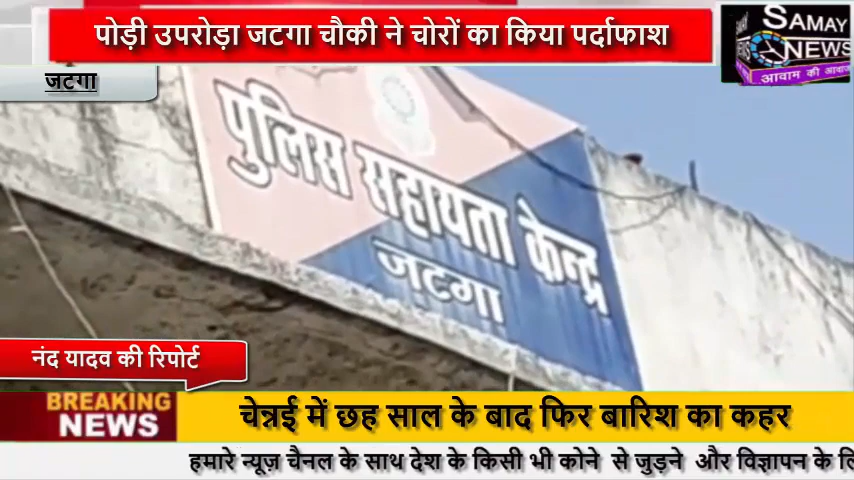 पोड़ी उपरोड़ा जटगा चौकी ने चोरों का किया पर्दाफाश
SAMAY
NEWS
आवाम की आवाज
जटगा
पुलिस सहायता केन्द्र
जटगा
नंद यादव की रिपोर्ट
BREAKING
NEWS
चेन्नई में छह साल के बाद फिर बारिश का कहर
हमारे न्यूज़ चैनल के साथ देश के किसी भी कोने से जुड़ने और विज्ञापन के